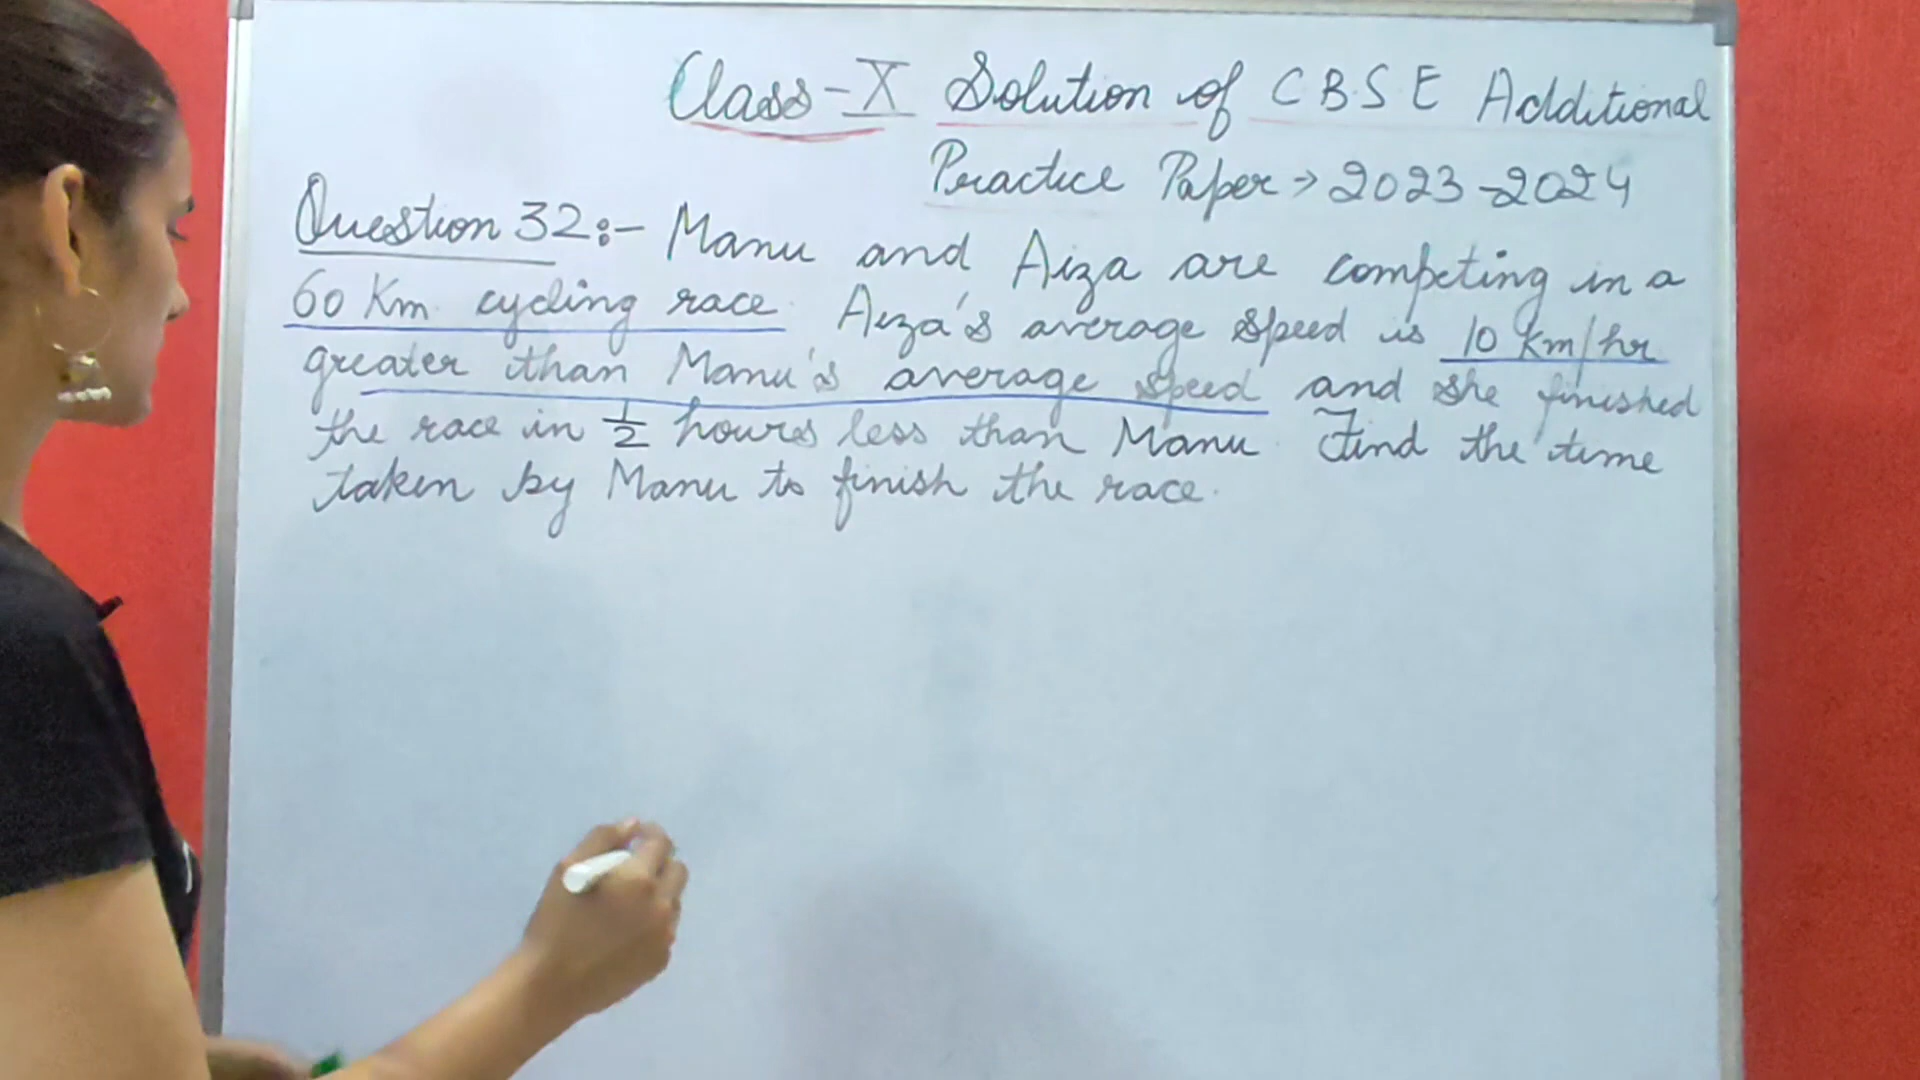 Class-X Solution of CBSE Additional
Practice Paper → 2023-2024
Question 32:- Manu and Aiza are competing in a
60 Km cycling race. Aiza's average speed is 10 Km/hr
greater than Manu's average speed and she finished
the race in 1/2 hours less than Manu. Find the time
taken by Manu to finish the race.